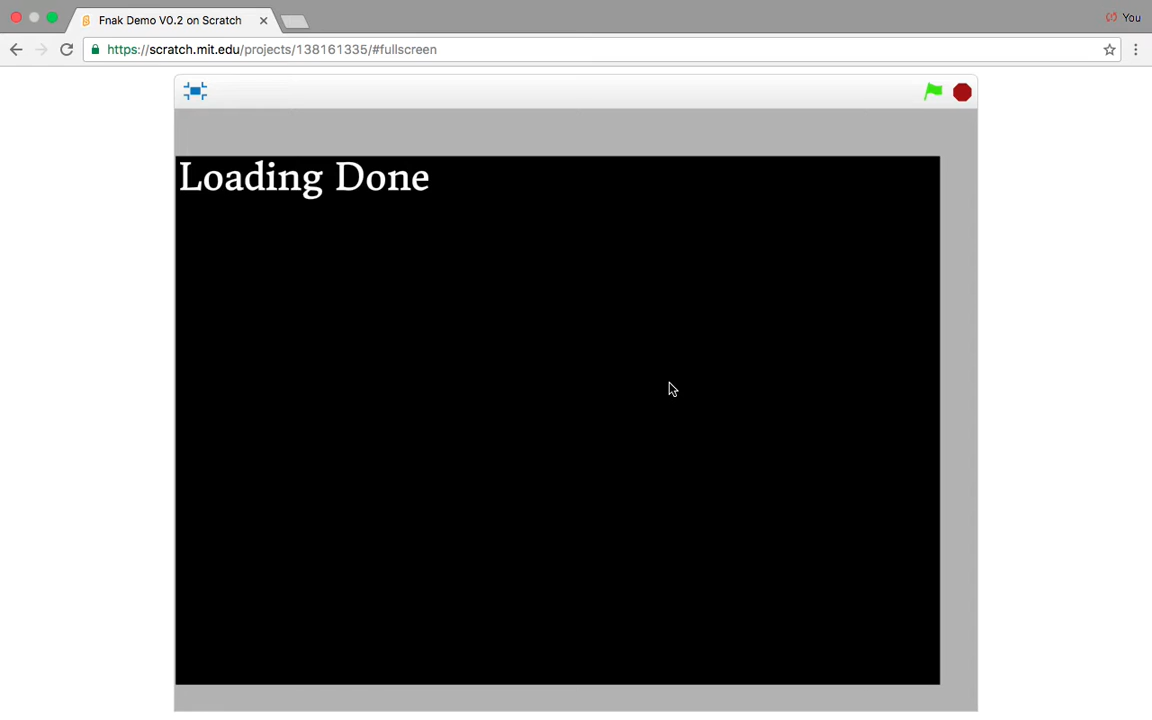 Fnak Demo V0.2 on Scratch
You
https://scratch.mit.edu/projects/138161335/#fullscreen
Loading Done